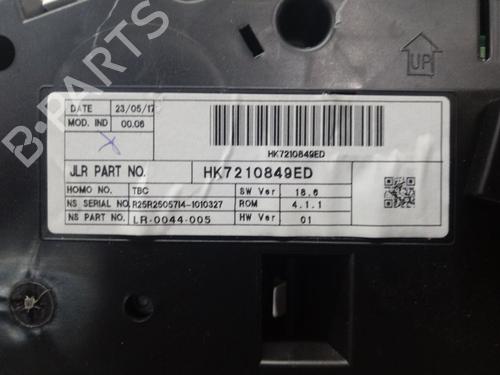 B-PARTS
UP
DATE 23/05/17
MOD. IND 00.06
HK7210849ED
JLR PART NO. HK7210849ED
HOMO NO. TBC SW Ver 18.6
NS SERIAL NO. R25R2505714-1010327 ROM 4.1.1
NS PART NO. LR-0044-005 HW Ver 01